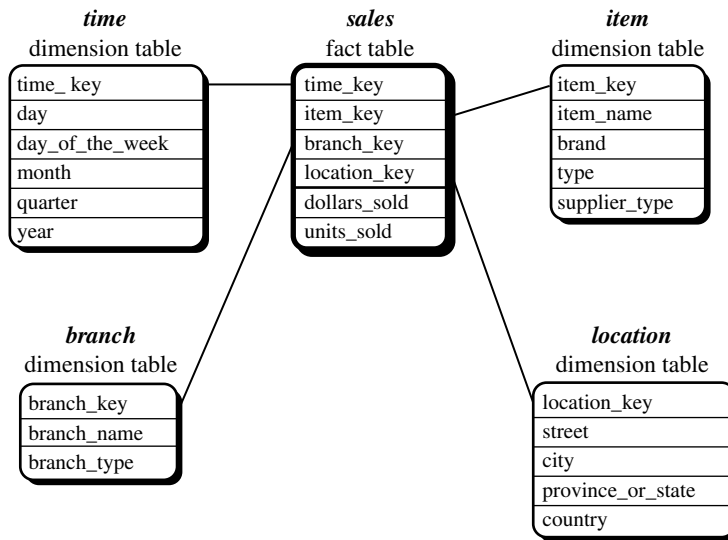 time
dimension table
time_ key
day
day_of_the_week
month
quarter
year
sales
fact table
time_key
item_key
branch_key
location_key
dollars_sold
units_sold
item
dimension table
item_key
item_name
brand
type
supplier_type
branch
dimension table
branch_key
branch_name
branch_type
location
dimension table
location_key
street
city
province_or_state
country